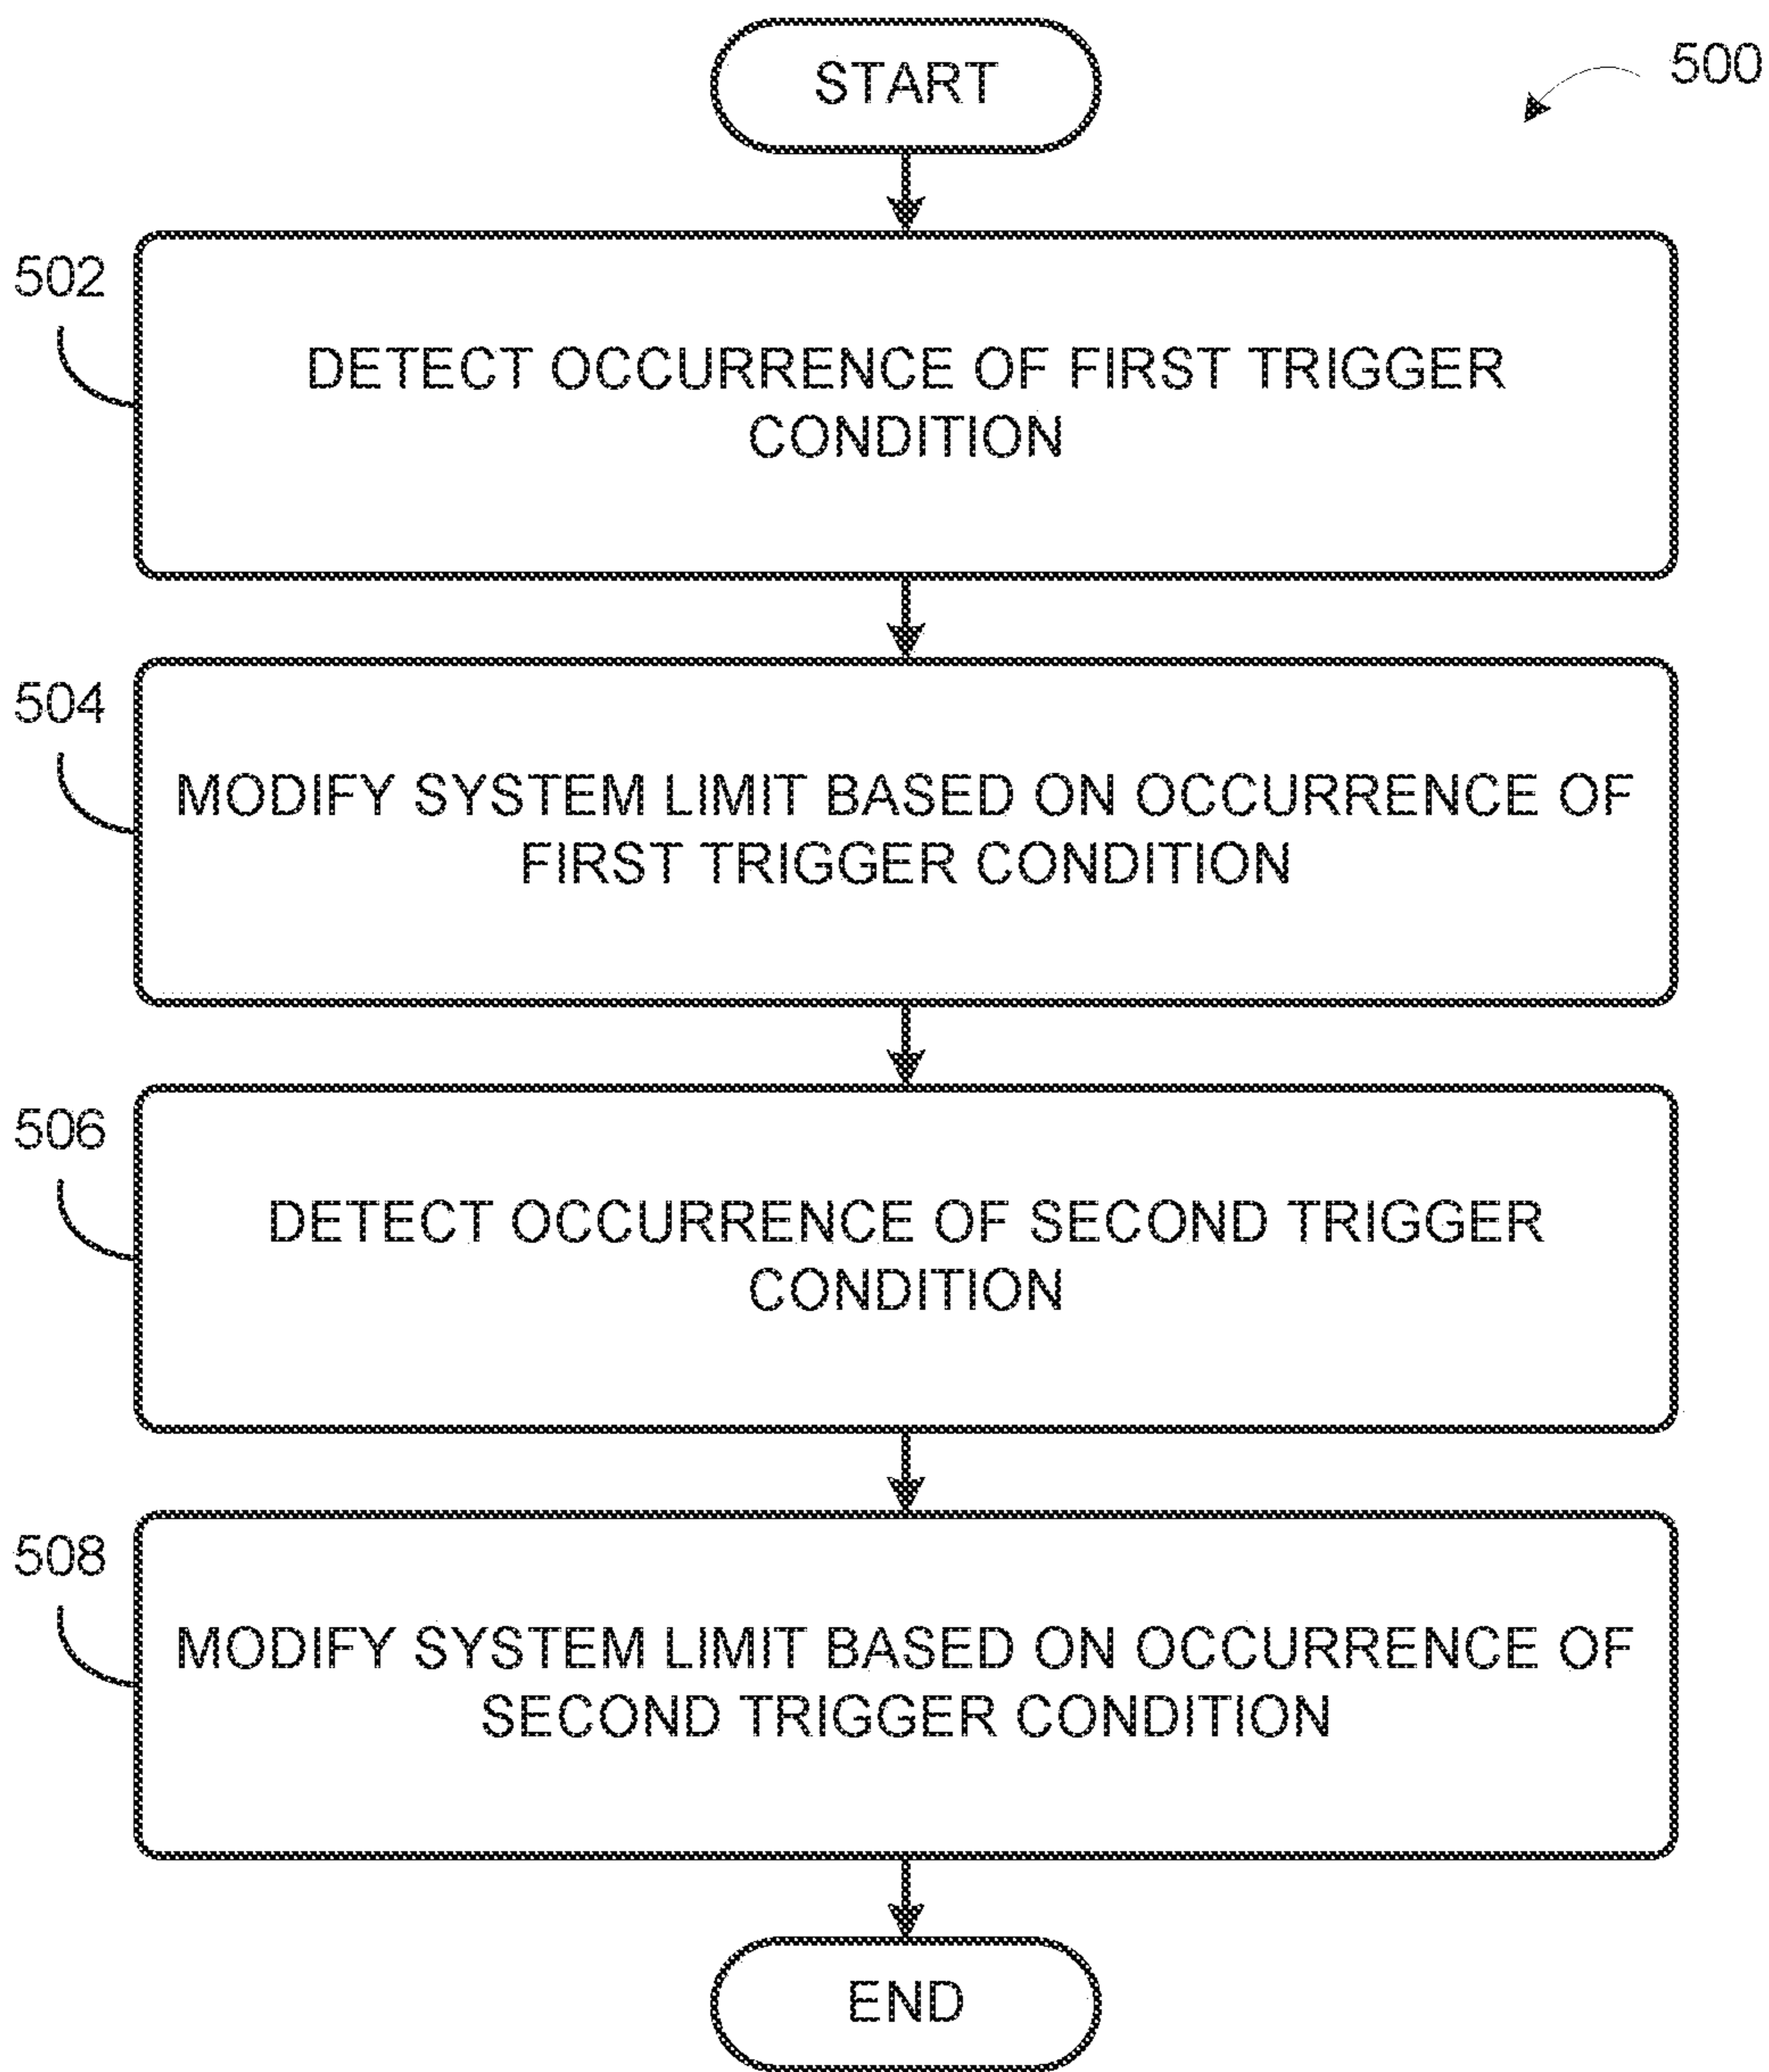 START
500
502
DETECT OCCURRENCE OF FIRST TRIGGER
CONDITION
504
MODIFY SYSTEM LIMIT BASED ON OCCURRENCE OF
FIRST TRIGGER CONDITION
506
DETECT OCCURRENCE OF SECOND TRIGGER
CONDITION
508
MODIFY SYSTEM LIMIT BASED ON OCCURRENCE OF
SECOND TRIGGER CONDITION
END